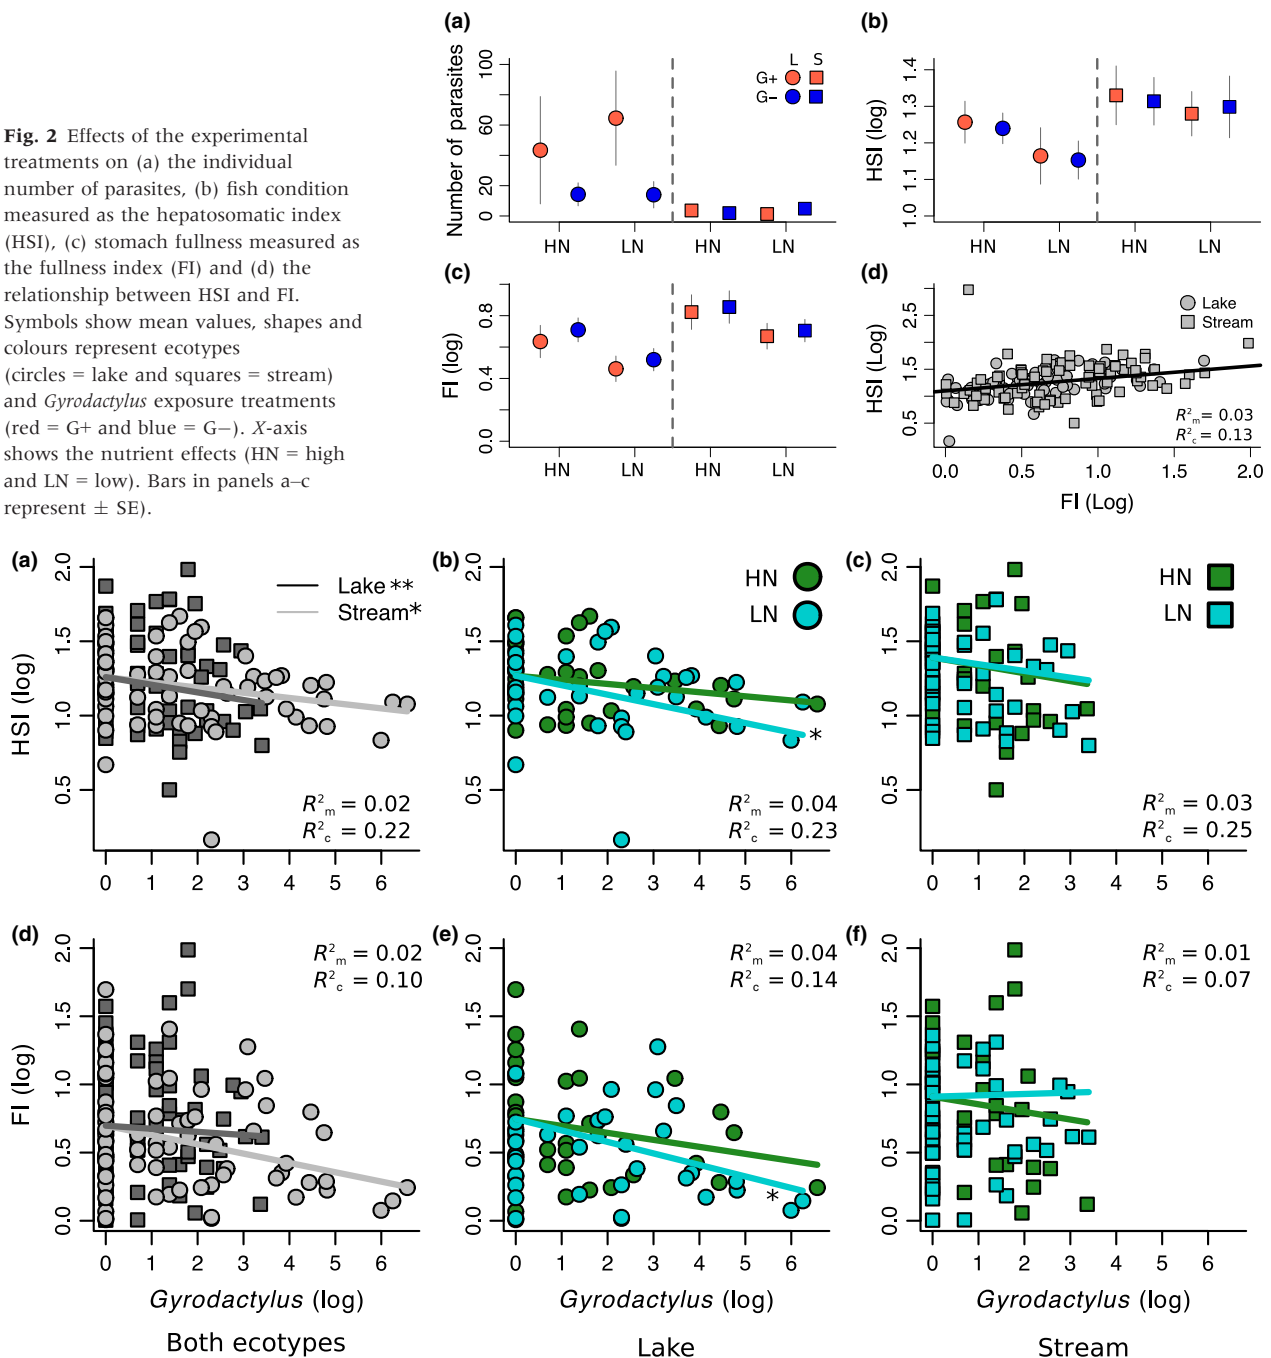 Fig. 2 Effects of the experimental
treatments on (a) the individual
number of parasites, (b) fish condition
measured as the hepatosomatic index
(HSI), (c) stomach fullness measured as
the fullness index (FI) and (d) the
relationship between HSI and FI.
Symbols show mean values, shapes and
colours represent ecotypes
(circles = lake and squares = stream)
and Gyrodactylus exposure treatments
(red = G+ and blue = G−). X-axis
shows the nutrient effects (HN = high
and LN = low). Bars in panels a–c
represent ± SE).
(a)
Number of parasites
100
60
20
0
L S
G+
G−
HN LN HN LN
(b)
HSI (log)
1.4
1.3
1.2
1.1
1.0
HN LN HN LN
(c)
FI (log)
0.8
0.4
0.0
HN LN HN LN
(d)
HSI (Log)
2.5
1.5
0.5
Lake
Stream
R²m = 0.03
R²c = 0.13
0.0 0.5 1.0 1.5 2.0
FI (Log)
(a)
HSI (log)
2.0
1.5
1.0
0.5
Lake **
Stream *
R²m = 0.02
R²c = 0.22
0 1 2 3 4 5 6
(b)
2.0
1.5
1.0
0.5
HN
LN
*
R²m = 0.04
R²c = 0.23
0 1 2 3 4 5 6
(c)
2.0
1.5
1.0
0.5
HN
LN
R²m = 0.03
R²c = 0.25
0 1 2 3 4 5 6
(d)
FI (log)
2.0
1.5
1.0
0.5
0.0
R²m = 0.02
R²c = 0.10
0 1 2 3 4 5 6
Gyrodactylus (log)
Both ecotypes
(e)
2.0
1.5
1.0
0.5
0.0
R²m = 0.04
R²c = 0.14
*
0 1 2 3 4 5 6
Gyrodactylus (log)
Lake
(f)
2.0
1.5
1.0
0.5
0.0
R²m = 0.01
R²c = 0.07
0 1 2 3 4 5 6
Gyrodactylus (log)
Stream